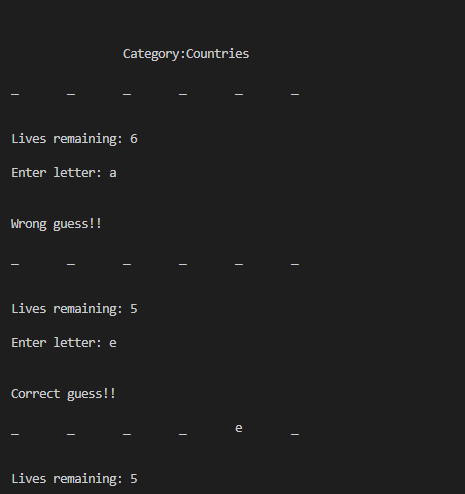 Category:Countries
_ _ _ _ _ _
Lives remaining: 6
Enter letter: a
Wrong guess!!
_ _ _ _ _ _
Lives remaining: 5
Enter letter: e
Correct guess!!
_ _ _ _ e _
Lives remaining: 5